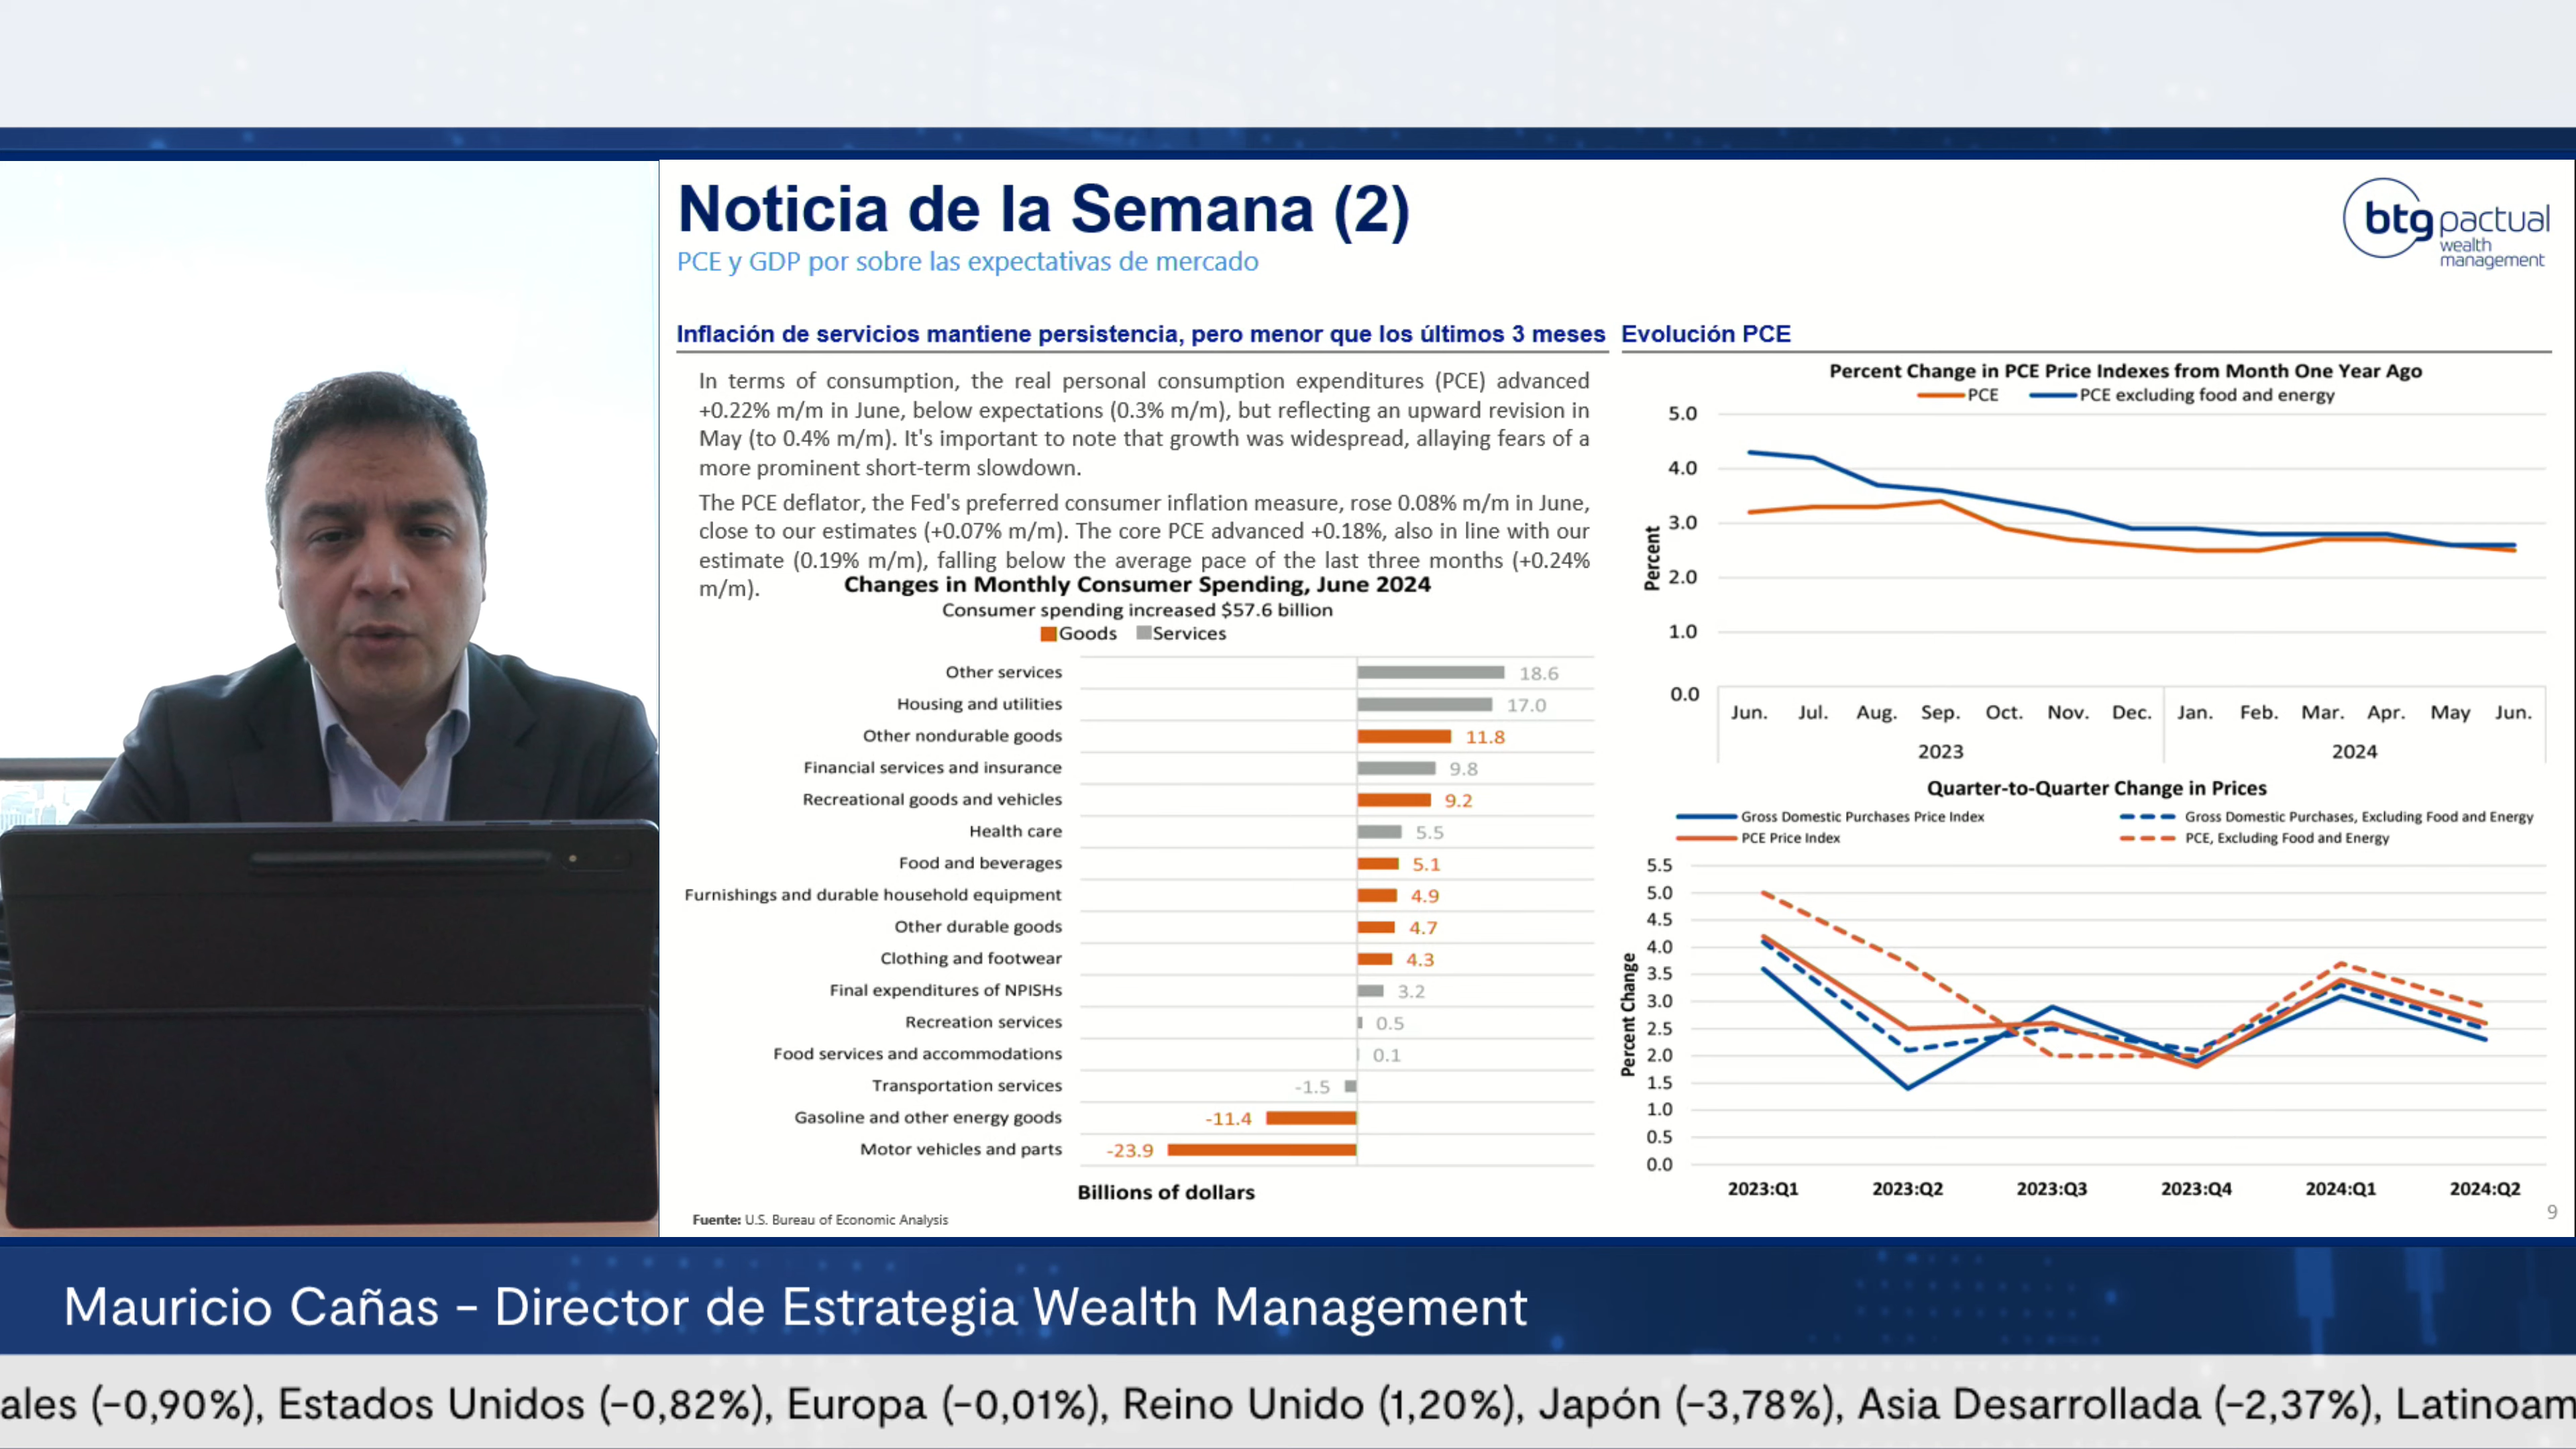 Noticia de la Semana (2)
PCE y GDP por sobre las expectativas de mercado
btg pactual
wealth
management
Inflación de servicios mantiene persistencia, pero menor que los últimos 3 meses
In terms of consumption, the real personal consumption expenditures (PCE) advanced
+0.22% m/m in June, below expectations (0.3% m/m), but reflecting an upward revision in
May (to 0.4% m/m). It's important to note that growth was widespread, allaying fears of a
more prominent short-term slowdown.
The PCE deflator, the Fed's preferred consumer inflation measure, rose 0.08% m/m in June,
close to our estimates (+0.07% m/m). The core PCE advanced +0.18%, also in line with our
estimate (0.19% m/m), falling below the average pace of the last three months (+0.24%
m/m).
Changes in Monthly Consumer Spending, June 2024
Consumer spending increased $57.6 billion
Goods Services
Other services 18.6
Housing and utilities 17.0
Other nondurable goods 11.8
Financial services and insurance 9.8
Recreational goods and vehicles 9.2
Health care 5.5
Food and beverages 5.1
Furnishings and durable household equipment 4.9
Other durable goods 4.7
Clothing and footwear 4.3
Final expenditures of NPISHs 3.2
Recreation services 0.5
Food services and accommodations 0.1
Transportation services -1.5
Gasoline and other energy goods -11.4
Motor vehicles and parts -23.9
Billions of dollars
Fuente: U.S. Bureau of Economic Analysis
Evolución PCE
Percent Change in PCE Price Indexes from Month One Year Ago
PCE PCE excluding food and energy
Percent
5.0
4.0
3.0
2.0
1.0
0.0
Jun. Jul. Aug. Sep. Oct. Nov. Dec. Jan. Feb. Mar. Apr. May Jun.
2023 2024
Quarter-to-Quarter Change in Prices
Gross Domestic Purchases Price Index Gross Domestic Purchases, Excluding Food and Energy
PCE Price Index PCE, Excluding Food and Energy
Percent Change
5.5
5.0
4.5
4.0
3.5
3.0
2.5
2.0
1.5
1.0
0.5
0.0
2023:Q1 2023:Q2 2023:Q3 2023:Q4 2024:Q1 2024:Q2
9
Mauricio Cañas - Director de Estrategia Wealth Management
ales (-0,90%), Estados Unidos (-0,82%), Europa (-0,01%), Reino Unido (1,20%), Japón (-3,78%), Asia Desarrollada (-2,37%), Latinoam